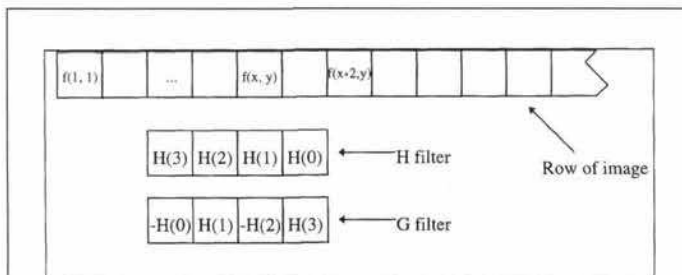 f(1, 1) ... f(x, y) f(x+2,y)
H(3) H(2) H(1) H(0) H filter
Row of image
-H(0) H(1) -H(2) H(3) G filter